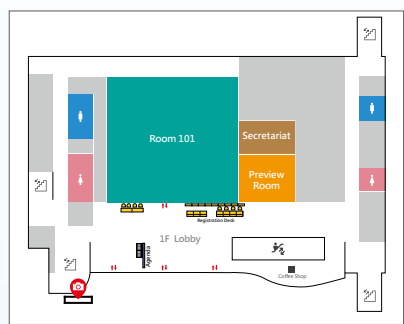 Room 101
Secretariat
Preview
Room
Registration Desk
1F Lobby
Agenda
Coffee Shop